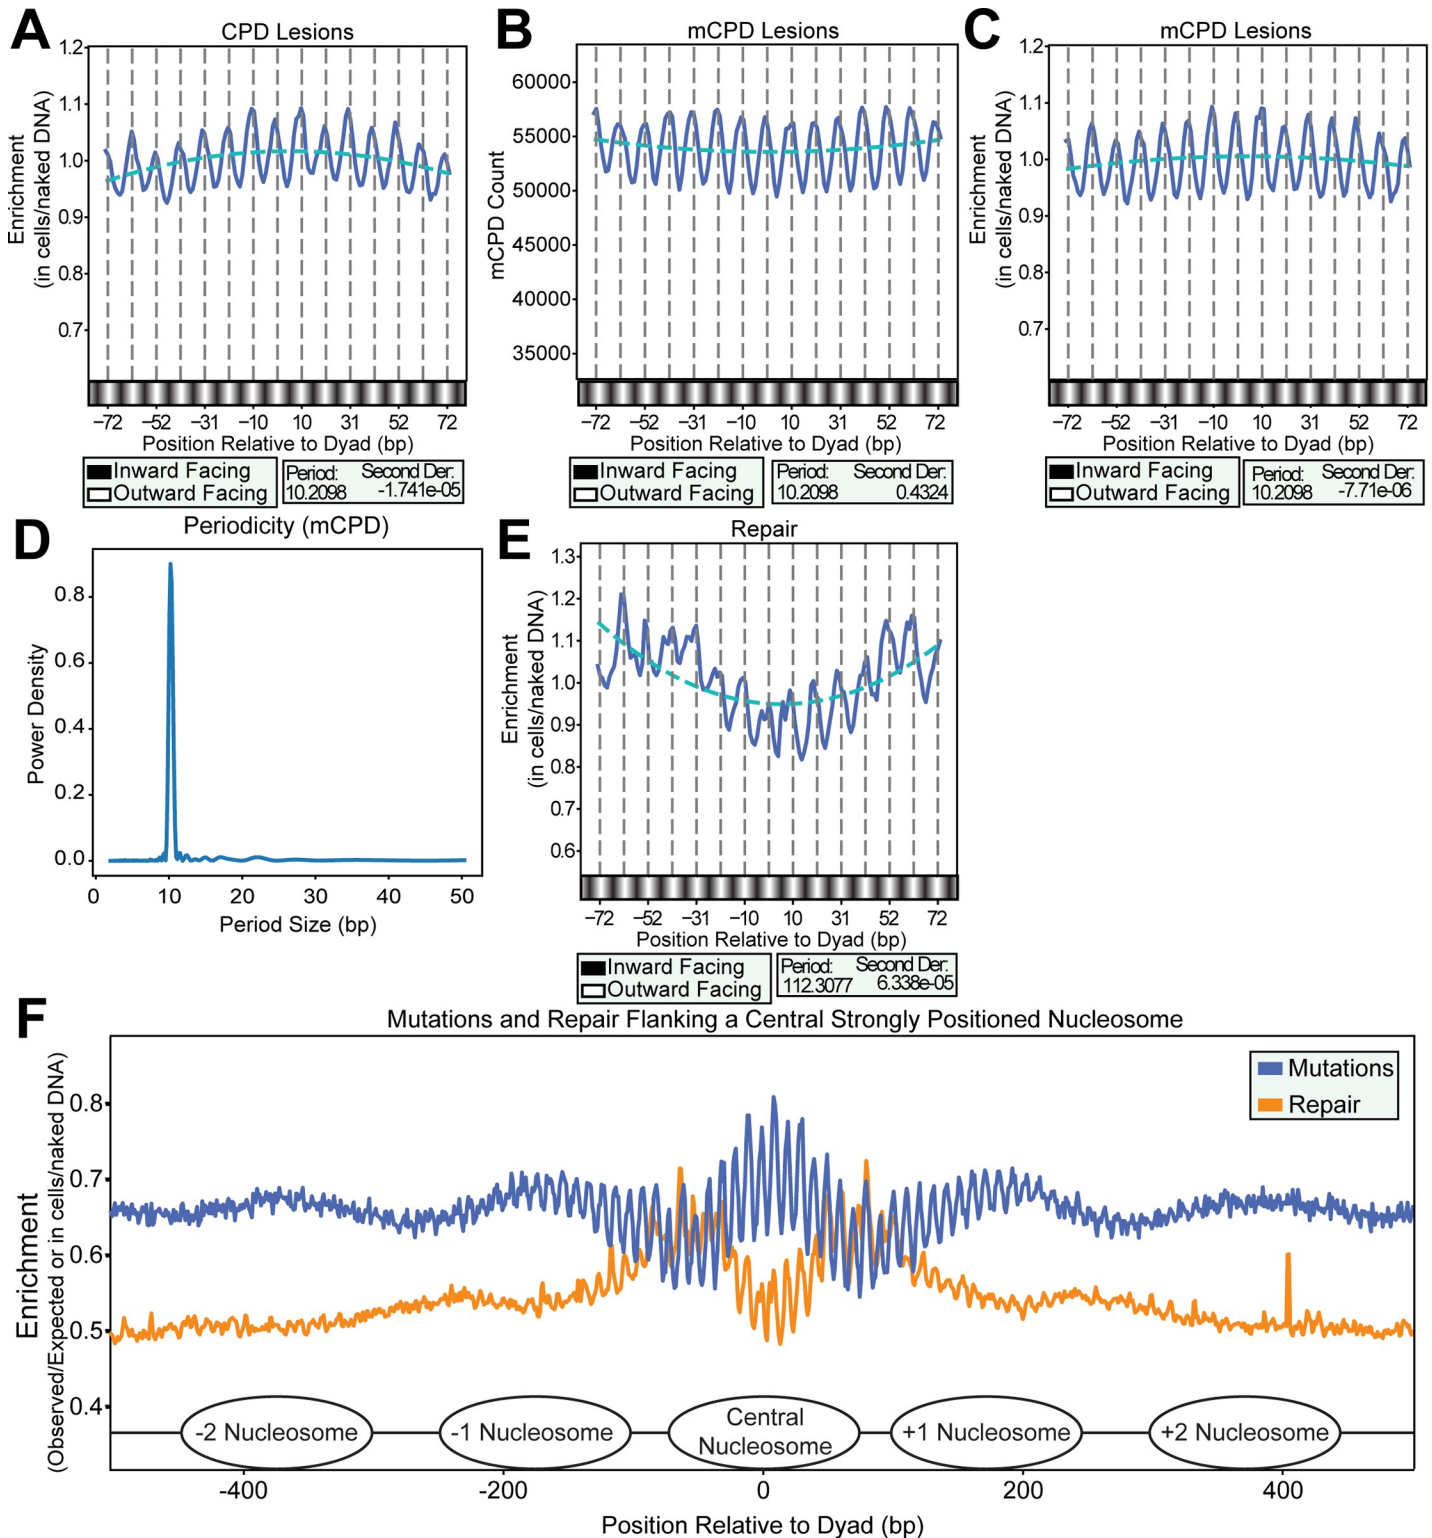 A
CPD Lesions
Enrichment
(in cells/naked DNA)
1.2
1.1
1.0
0.9
0.8
0.7
−72 −52 −31 −10 10 31 52 72
Position Relative to Dyad (bp)
Inward Facing
Outward Facing
Period: Second Der:
10.2098 -1.741e-05
B
mCPD Lesions
mCPD Count
60000
55000
50000
45000
40000
35000
−72 −52 −31 −10 10 31 52 72
Position Relative to Dyad (bp)
Inward Facing
Outward Facing
Period: Second Der:
10.2098 0.4324
C
mCPD Lesions
Enrichment
(in cells/naked DNA)
1.2
1.1
1.0
0.9
0.8
0.7
−72 −52 −31 −10 10 31 52 72
Position Relative to Dyad (bp)
Inward Facing
Outward Facing
Period: Second Der:
10.2098 -7.71e-06
D
Periodicity (mCPD)
Power Density
0.8
0.6
0.4
0.2
0.0
0 10 20 30 40 50
Period Size (bp)
E
Repair
Enrichment
(in cells/naked DNA)
1.3
1.2
1.1
1.0
0.9
0.8
0.7
0.6
−72 −52 −31 −10 10 31 52 72
Position Relative to Dyad (bp)
Inward Facing
Outward Facing
Period: Second Der:
112.3077 6.338e-05
F
Mutations and Repair Flanking a Central Strongly Positioned Nucleosome
Enrichment
(Observed/Expected or in cells/naked DNA)
0.8
0.7
0.6
0.5
0.4
Mutations
Repair
-2 Nucleosome
-1 Nucleosome
Central
Nucleosome
+1 Nucleosome
+2 Nucleosome
-400 -200 0 200 400
Position Relative to Dyad (bp)